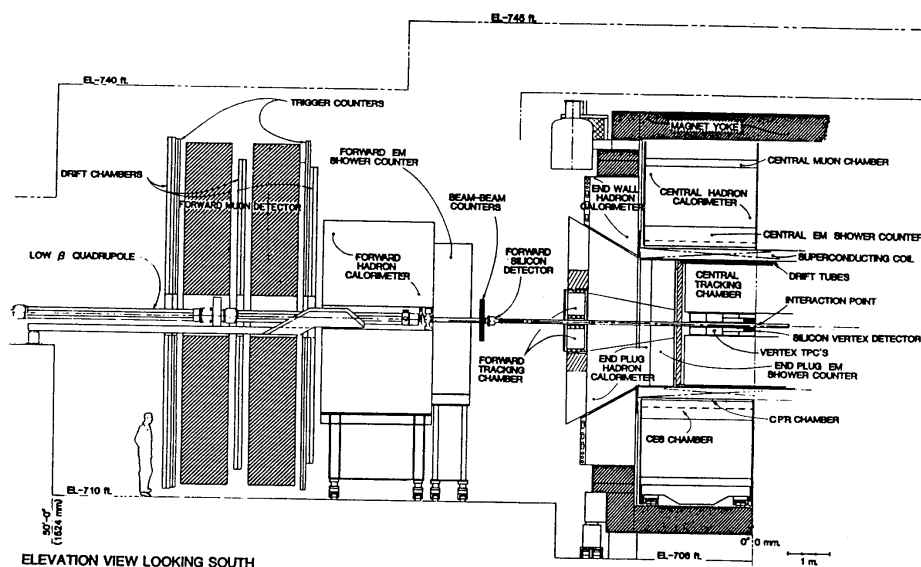 EL-746 ft.
EL-740 ft.
TRIGGER COUNTERS
MAGNET YOKE
FORWARD EM
SHOWER COUNTER
CENTRAL MUON CHAMBER
DRIFT CHAMBERS
FORWARD MUON DETECTOR
BEAM-BEAM
COUNTERS
END WALL
HADRON
CALORIMETER
CENTRAL HADRON
CALORIMETER
CENTRAL EM SHOWER COUNTER
LOW β QUADRUPOLE
FORWARD
HADRON
CALORIMETER
FORWARD
SILICON
DETECTOR
SUPERCONDUCTING COIL
DRIFT TUBES
CENTRAL
TRACKING
CHAMBER
INTERACTION POINT
SILICON VERTEX DETECTOR
FORWARD
TRACKING
CHAMBER
VERTEX TPC'S
END PLUG
HADRON
CALORIMETER
END PLUG EM
SHOWER COUNTER
CPR CHAMBER
CES CHAMBER
EL-710 ft.
50'-0"
(1524 mm)
EL-706 ft.
0" 0 mm.
1 m.
ELEVATION VIEW LOOKING SOUTH